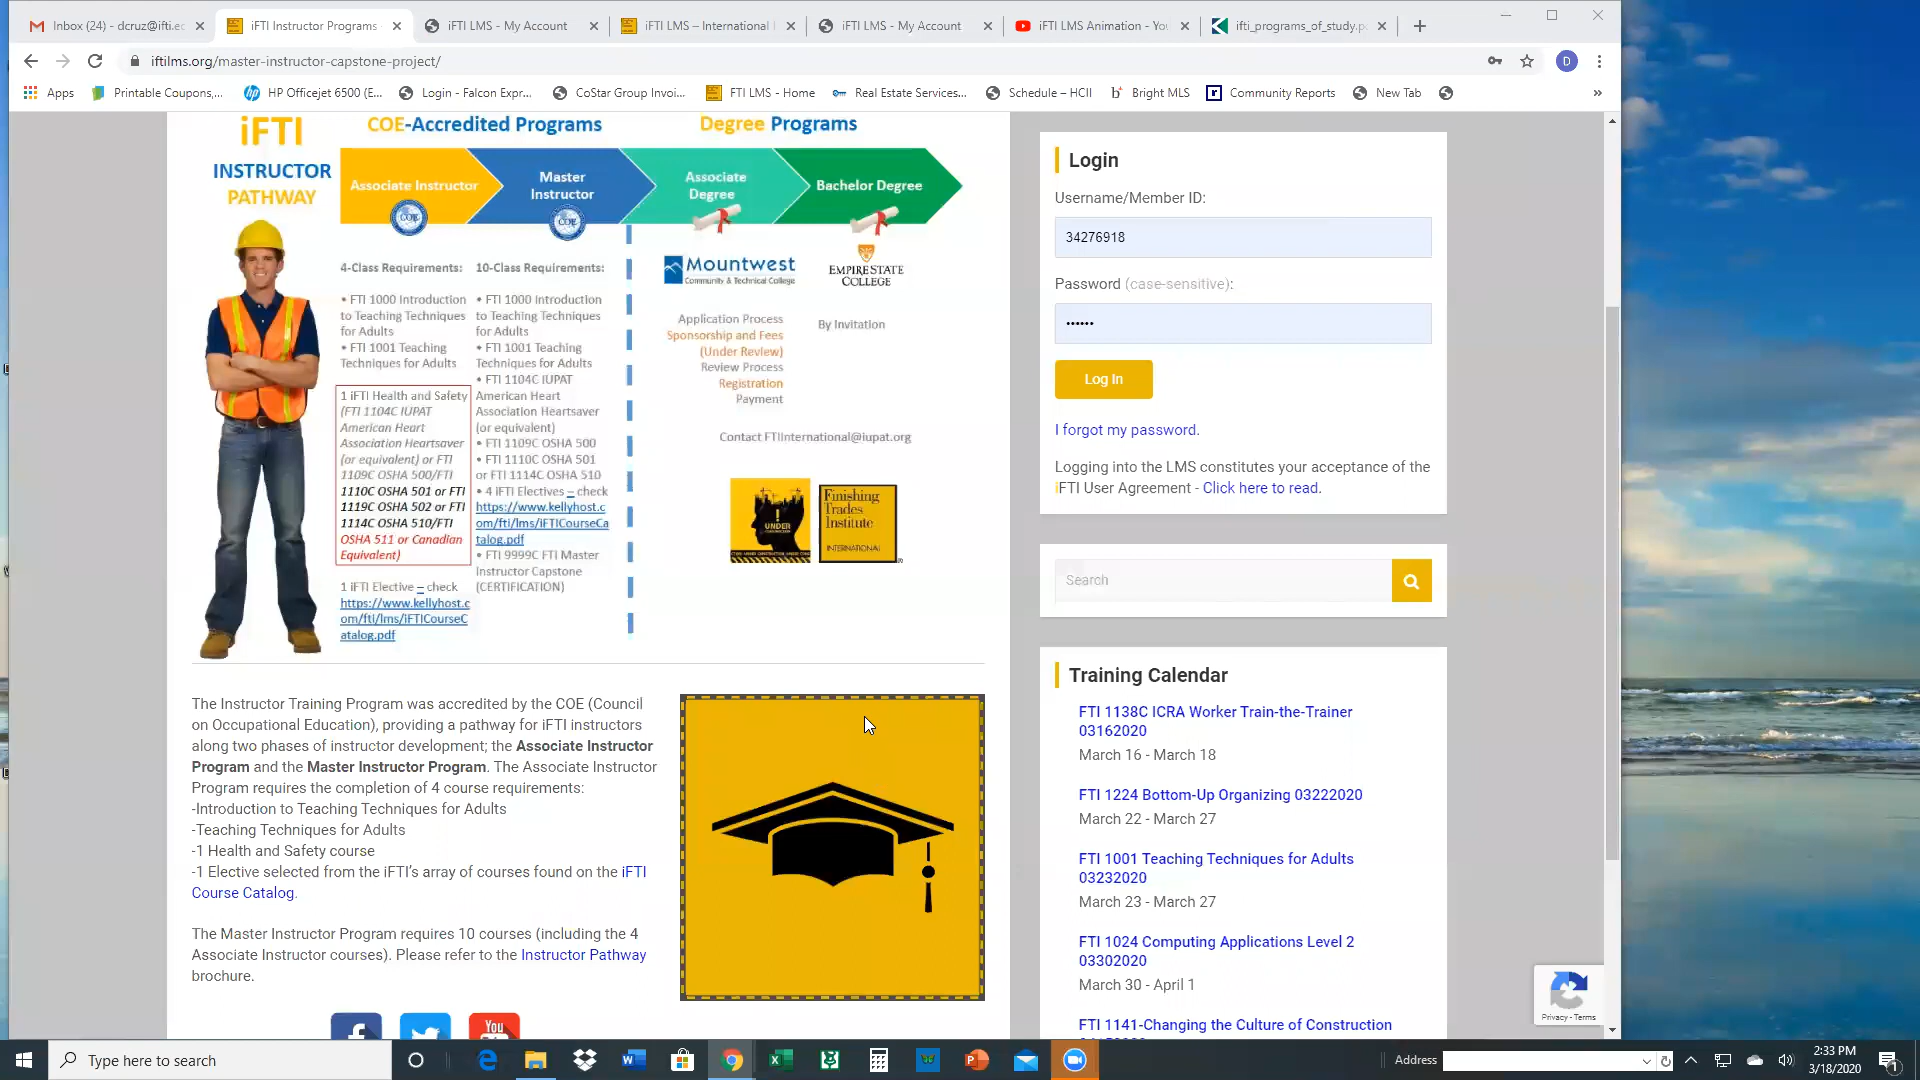 Inbox (24) - dcruz@ifti.ec
iFTI Instructor Programs
iFTI LMS - My Account
iFTI LMS – International
iFTI LMS - My Account
iFTI LMS Animation - You
ifti_programs_of_study.pd
iftilms.org/master-instructor-capstone-project/
D
Apps
Printable Coupons,...
HP Officejet 6500 (E...
Login - Falcon Expr...
CoStar Group Invoi...
FTI LMS - Home
Real Estate Services...
Schedule – HCII
Bright MLS
Community Reports
New Tab
iFTI
INSTRUCTOR
PATHWAY
COE-Accredited Programs
Degree Programs
Associate Instructor
Master
Instructor
Associate
Degree
Bachelor Degree
COE
COE
4-Class Requirements:
• FTI 1000 Introduction
to Teaching Techniques
for Adults
• FTI 1001 Teaching
Techniques for Adults
1 iFTI Health and Safety
(FTI 1104C IUPAT
American Heart
Association Heartsaver
(or equivalent) or FTI
1109C OSHA 500/FTI
1110C OSHA 501 or FTI
1119C OSHA 502 or FTI
1114C OSHA 510/FTI
OSHA 511 or Canadian
Equivalent)
1 iFTI Elective – check
https://www.kellyhost.c
om/fti/lms/iFTICourseC
atalog.pdf
10-Class Requirements:
• FTI 1000 Introduction
to Teaching Techniques
for Adults
• FTI 1001 Teaching
Techniques for Adults
• FTI 1104C IUPAT
American Heart
Association Heartsaver
(or equivalent)
• FTI 1109C OSHA 500
• FTI 1110C OSHA 501
or FTI 1114C OSHA 510
• 4 iFTI Electives – check
https://www.kellyhost.c
om/fti/lms/iFTICourseCa
talog.pdf
• FTI 9999C FTI Master
Instructor Capstone
(CERTIFICATION)
Mountwest
Community & Technical College
Application Process
Sponsorship and Fees
(Under Review)
Review Process
Registration
Payment
EMPIRE STATE
COLLEGE
By Invitation
Contact FTIInternational@iupat.org
UNDER
Finishing
Trades
Institute
INTERNATIONAL
The Instructor Training Program was accredited by the COE (Council
on Occupational Education), providing a pathway for iFTI instructors
along two phases of instructor development; the Associate Instructor
Program and the Master Instructor Program. The Associate Instructor
Program requires the completion of 4 course requirements:
-Introduction to Teaching Techniques for Adults
-Teaching Techniques for Adults
-1 Health and Safety course
-1 Elective selected from the iFTI's array of courses found on the iFTI
Course Catalog.
The Master Instructor Program requires 10 courses (including the 4
Associate Instructor courses). Please refer to the Instructor Pathway
brochure.
You
Login
Username/Member ID:
34276918
Password (case-sensitive):
••••••
Log In
I forgot my password.
Logging into the LMS constitutes your acceptance of the
iFTI User Agreement - Click here to read.
Search
Training Calendar
FTI 1138C ICRA Worker Train-the-Trainer
03162020
March 16 - March 18
FTI 1224 Bottom-Up Organizing 03222020
March 22 - March 27
FTI 1001 Teaching Techniques for Adults
03232020
March 23 - March 27
FTI 1024 Computing Applications Level 2
03302020
March 30 - April 1
FTI 1141-Changing the Culture of Construction
Privacy - Terms
Type here to search
Address
2:33 PM
3/18/2020
1